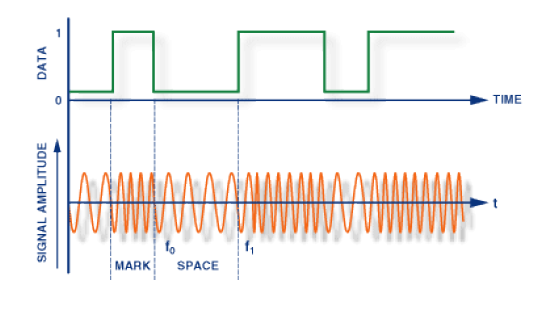 1
DATA
0
TIME
SIGNAL AMPLITUDE
t
f₀
f₁
MARK
SPACE